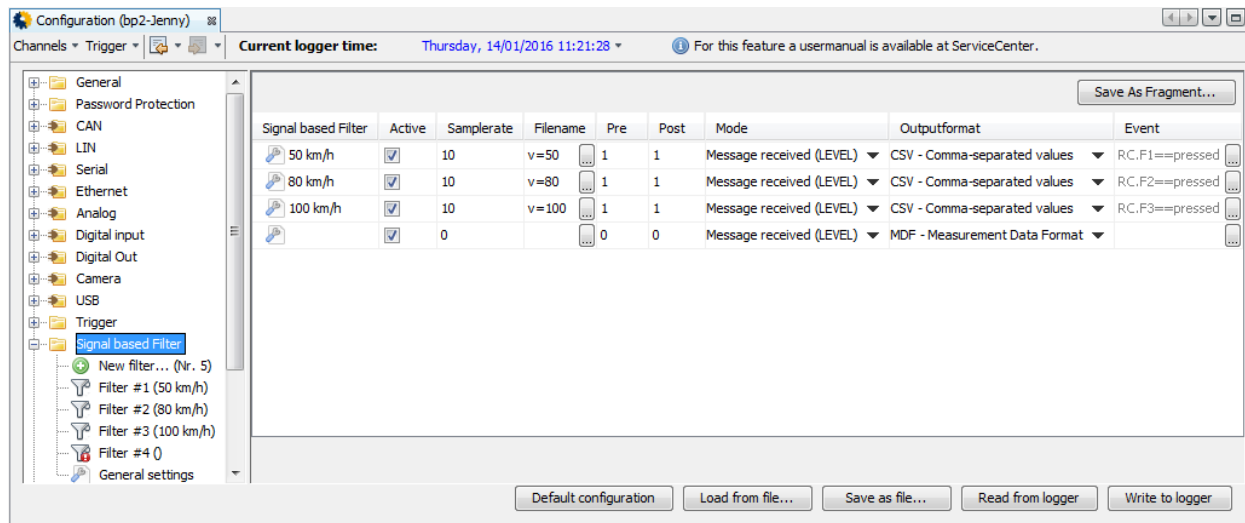 Configuration (bp2-Jenny)
Channels Trigger Current logger time: Thursday, 14/01/2016 11:21:28 For this feature a usermanual is available at ServiceCenter.
General
Password Protection
CAN
LIN
Serial
Ethernet
Analog
Digital input
Digital Out
Camera
USB
Trigger
Signal based Filter
New filter... (Nr. 5)
Filter #1 (50 km/h)
Filter #2 (80 km/h)
Filter #3 (100 km/h)
Filter #4 ()
General settings
Save As Fragment...
Signal based Filter Active Samplerate Filename Pre Post Mode Outputformat Event
50 km/h 10 v=50 ... 1 1 Message received (LEVEL) CSV - Comma-separated values RC.F1==pressed ...
80 km/h 10 v=80 ... 1 1 Message received (LEVEL) CSV - Comma-separated values RC.F2==pressed ...
100 km/h 10 v=100 ... 1 1 Message received (LEVEL) CSV - Comma-separated values RC.F3==pressed ...
0 ... 0 0 Message received (LEVEL) MDF - Measurement Data Format ...
Default configuration Load from file... Save as file... Read from logger Write to logger